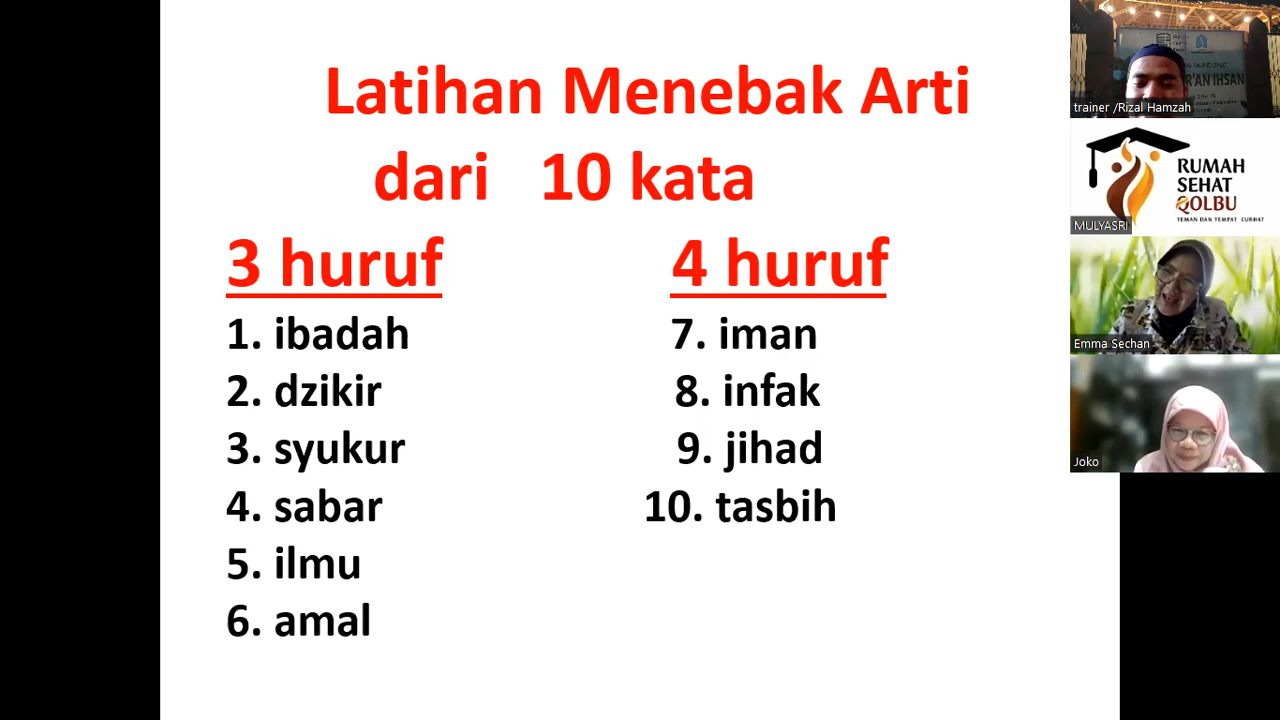 Latihan Menebak Arti
dari 10 kata
3 huruf
4 huruf
1. ibadah
2. dzikir
3. syukur
4. sabar
5. ilmu
6. amal
7. iman
8. infak
9. jihad
10. tasbih
R'AN IHSAN
trainer /Rizal Hamzah
RUMAH
SEHAT
QOLBU
TEMAN DAN TEMPAT CURHAT
MULYASRI
Emma Sechan
Joko